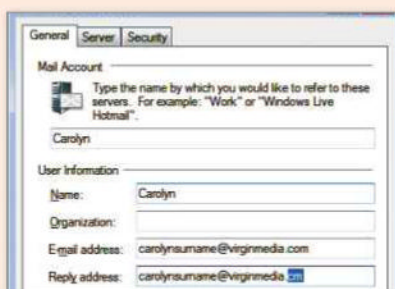 General Server Security
Mail Account
Type the name by which you would like to refer to these
servers. For example: "Work" or "Windows Live
Hotmail".
Carolyn
User Information
Name: Carolyn
Organization:
E-mail address: carolynsurname@virginmedia.com
Reply address: carolynsurname@virginmedia.cm